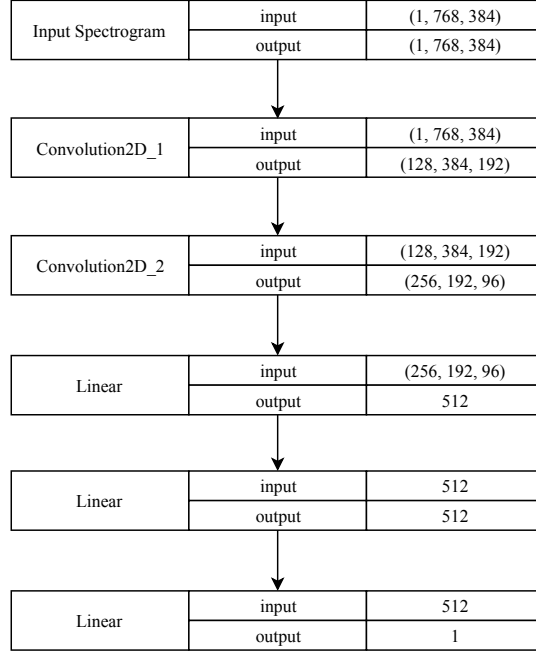 Input Spectrogram
input
(1, 768, 384)
output
(1, 768, 384)
Convolution2D_1
input
(1, 768, 384)
output
(128, 384, 192)
Convolution2D_2
input
(128, 384, 192)
output
(256, 192, 96)
Linear
input
(256, 192, 96)
output
512
Linear
input
512
output
512
Linear
input
512
output
1